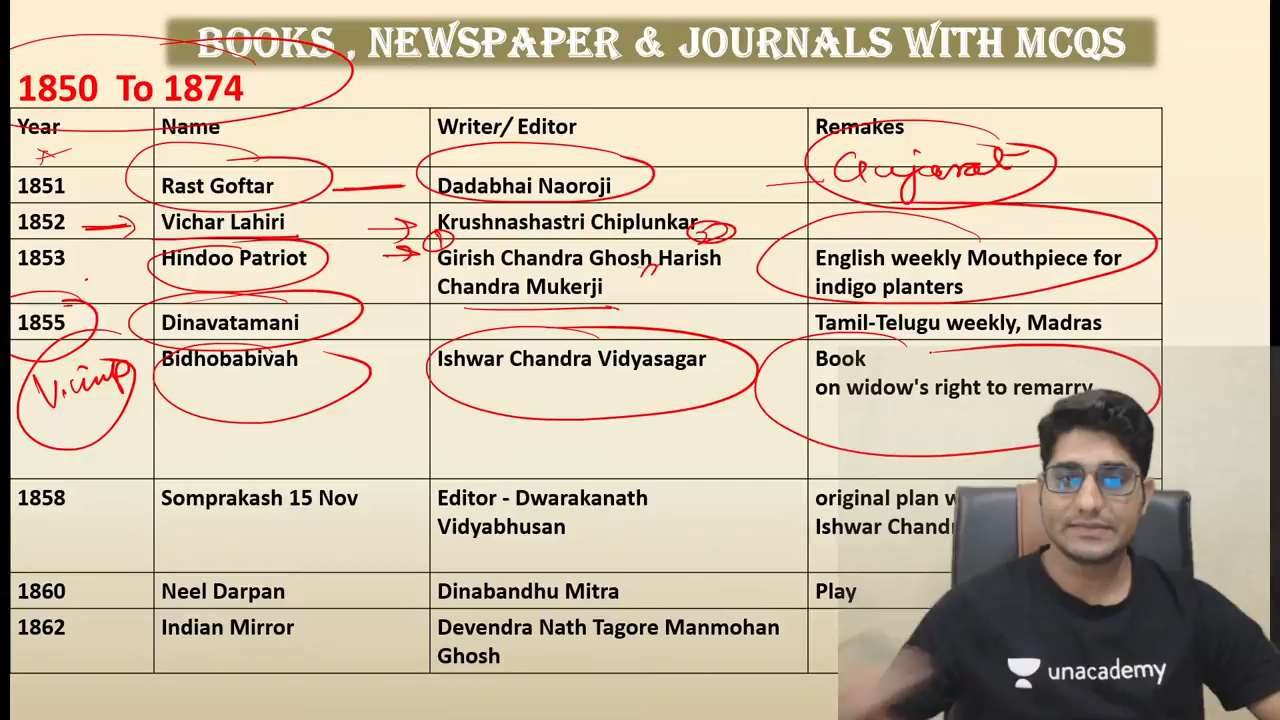 BOOKS , NEWSPAPER & JOURNALS WITH MCQS
1850 To 1874
Year Name Writer/ Editor Remakes
1851 Rast Goftar Dadabhai Naoroji Gujarat
1852 Vichar Lahiri Krushnashastri Chiplunkar
1853 Hindoo Patriot Girish Chandra Ghosh Harish English weekly Mouthpiece for
Chandra Mukerji indigo planters
1855 Dinavatamani Tamil-Telugu weekly, Madras
Bidhobabivah Ishwar Chandra Vidyasagar Book
V.imp on widow's right to remarry
1858 Somprakash 15 Nov Editor - Dwarakanath original plan
Vidyabhusan Ishwar
1860 Neel Darpan Dinabandhu Mitra Play
1862 Indian Mirror Devendra Nath Tagore Manmohan
Ghosh
unacademy